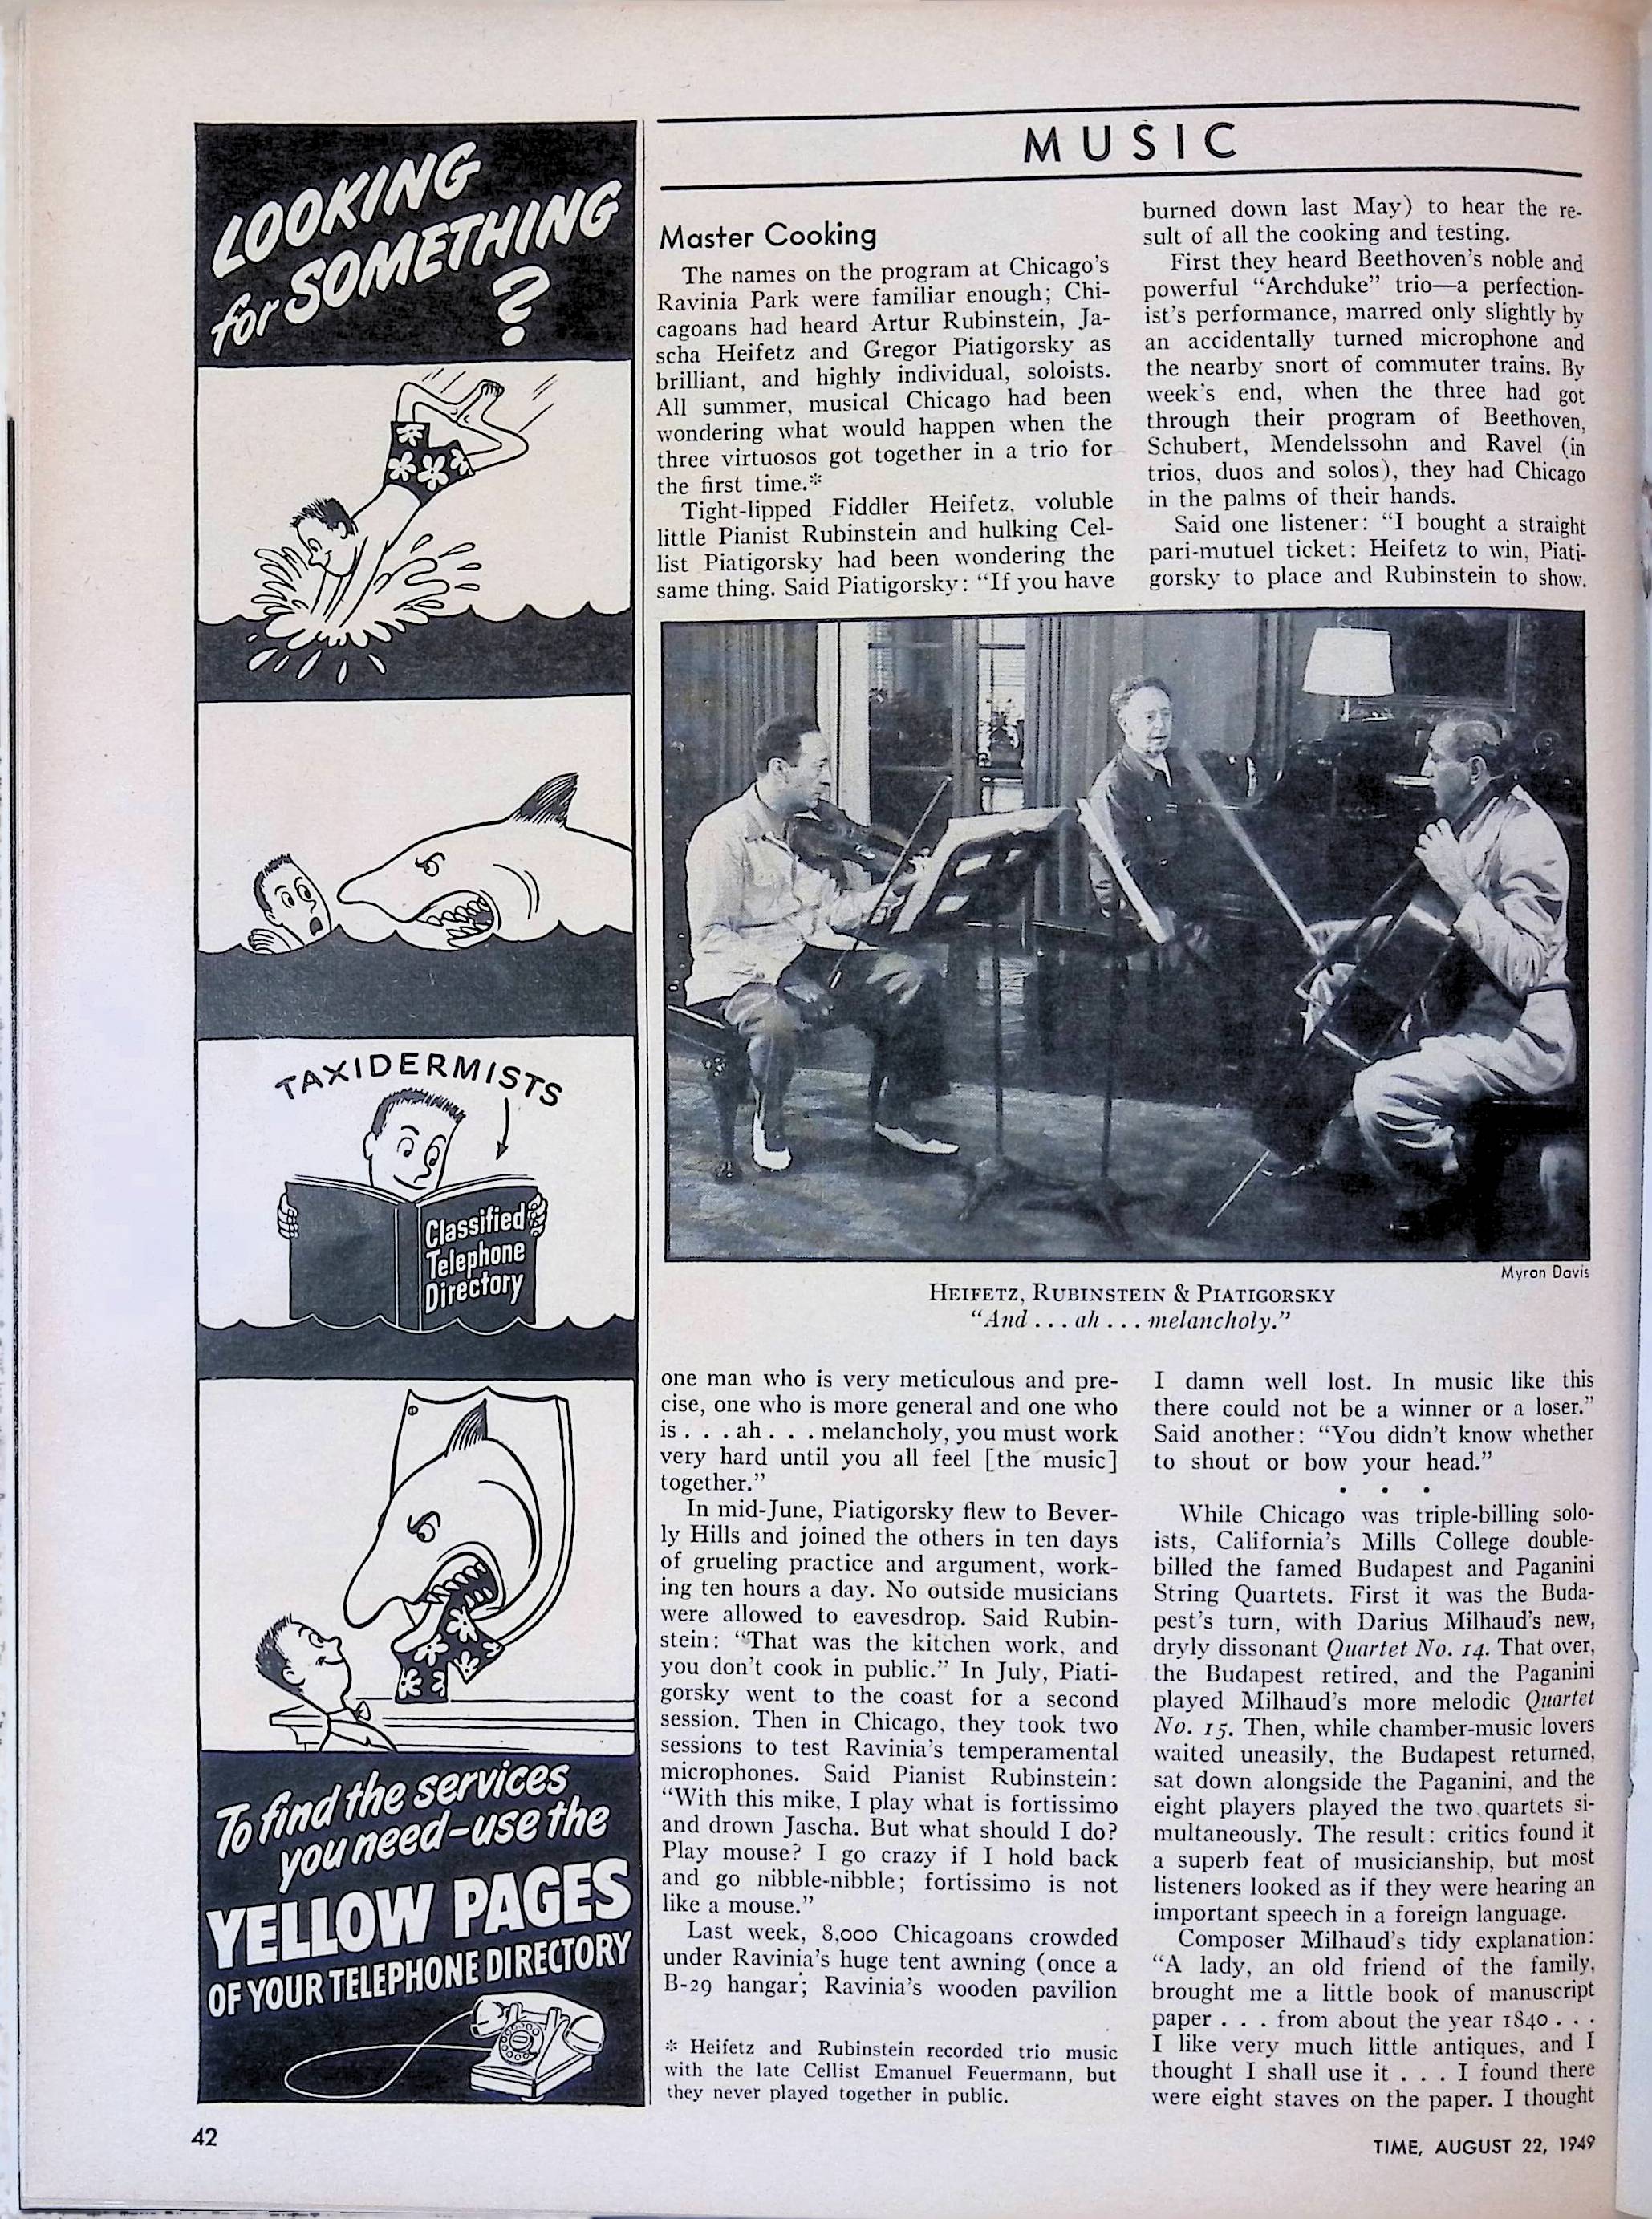 LOOKING
for SOMETHING
?
TAXIDERMISTS
Classified
Telephone
Directory
To find the services
you need-use the
YELLOW PAGES
OF YOUR TELEPHONE DIRECTORY
MUSIC
Master Cooking
The names on the program at Chicago's
Ravinia Park were familiar enough; Chi-
cagoans had heard Artur Rubinstein, Ja-
scha Heifetz and Gregor Piatigorsky as
brilliant, and highly individual, soloists.
All summer, musical Chicago had been
wondering what would happen when the
three virtuosos got together in a trio for
the first time.*
Tight-lipped Fiddler Heifetz, voluble
little Pianist Rubinstein and hulking Cel-
list Piatigorsky had been wondering the
same thing. Said Piatigorsky: “If you have
one man who is very meticulous and pre-
cise, one who is more general and one who
is . . . ah . . . melancholy, you must work
very hard until you all feel [the music]
together.”
In mid-June, Piatigorsky flew to Bever-
ly Hills and joined the others in ten days
of grueling practice and argument, work-
ing ten hours a day. No outside musicians
were allowed to eavesdrop. Said Rubin-
stein: “That was the kitchen work, and
you don't cook in public.” In July, Piati-
gorsky went to the coast for a second
session. Then in Chicago, they took two
sessions to test Ravinia's temperamental
microphones. Said Pianist Rubinstein:
“With this mike, I play what is fortissimo
and drown Jascha. But what should I do?
Play mouse? I go crazy if I hold back
and go nibble-nibble; fortissimo is not
like a mouse.”
Last week, 8,000 Chicagoans crowded
under Ravinia's huge tent awning (once a
B-29 hangar; Ravinia's wooden pavilion
* Heifetz and Rubinstein recorded trio music
with the late Cellist Emanuel Feuermann, but
they never played together in public.
burned down last May) to hear the re-
sult of all the cooking and testing.
First they heard Beethoven's noble and
powerful “Archduke” trio—a perfection-
ist's performance, marred only slightly by
an accidentally turned microphone and
the nearby snort of commuter trains. By
week's end, when the three had got
through their program of Beethoven,
Schubert, Mendelssohn and Ravel (in
trios, duos and solos), they had Chicago
in the palms of their hands.
Said one listener: “I bought a straight
pari-mutuel ticket: Heifetz to win, Piati-
gorsky to place and Rubinstein to show.
Myron Davis
HEIFETZ, RUBINSTEIN & PIATIGORSKY
“And . . . ah . . . melancholy.”
I damn well lost. In music like this
there could not be a winner or a loser.”
Said another: “You didn't know whether
to shout or bow your head.”
. . .
While Chicago was triple-billing solo-
ists, California's Mills College double-
billed the famed Budapest and Paganini
String Quartets. First it was the Buda-
pest's turn, with Darius Milhaud's new,
dryly dissonant Quartet No. 14. That over,
the Budapest retired, and the Paganini
played Milhaud's more melodic Quartet
No. 15. Then, while chamber-music lovers
waited uneasily, the Budapest returned,
sat down alongside the Paganini, and the
eight players played the two quartets si-
multaneously. The result: critics found it
a superb feat of musicianship, but most
listeners looked as if they were hearing an
important speech in a foreign language.
Composer Milhaud's tidy explanation:
“A lady, an old friend of the family,
brought me a little book of manuscript
paper . . . from about the year 1840 . . .
I like very much little antiques, and I
thought I shall use it . . . I found there
were eight staves on the paper. I thought
42
TIME, AUGUST 22, 1949